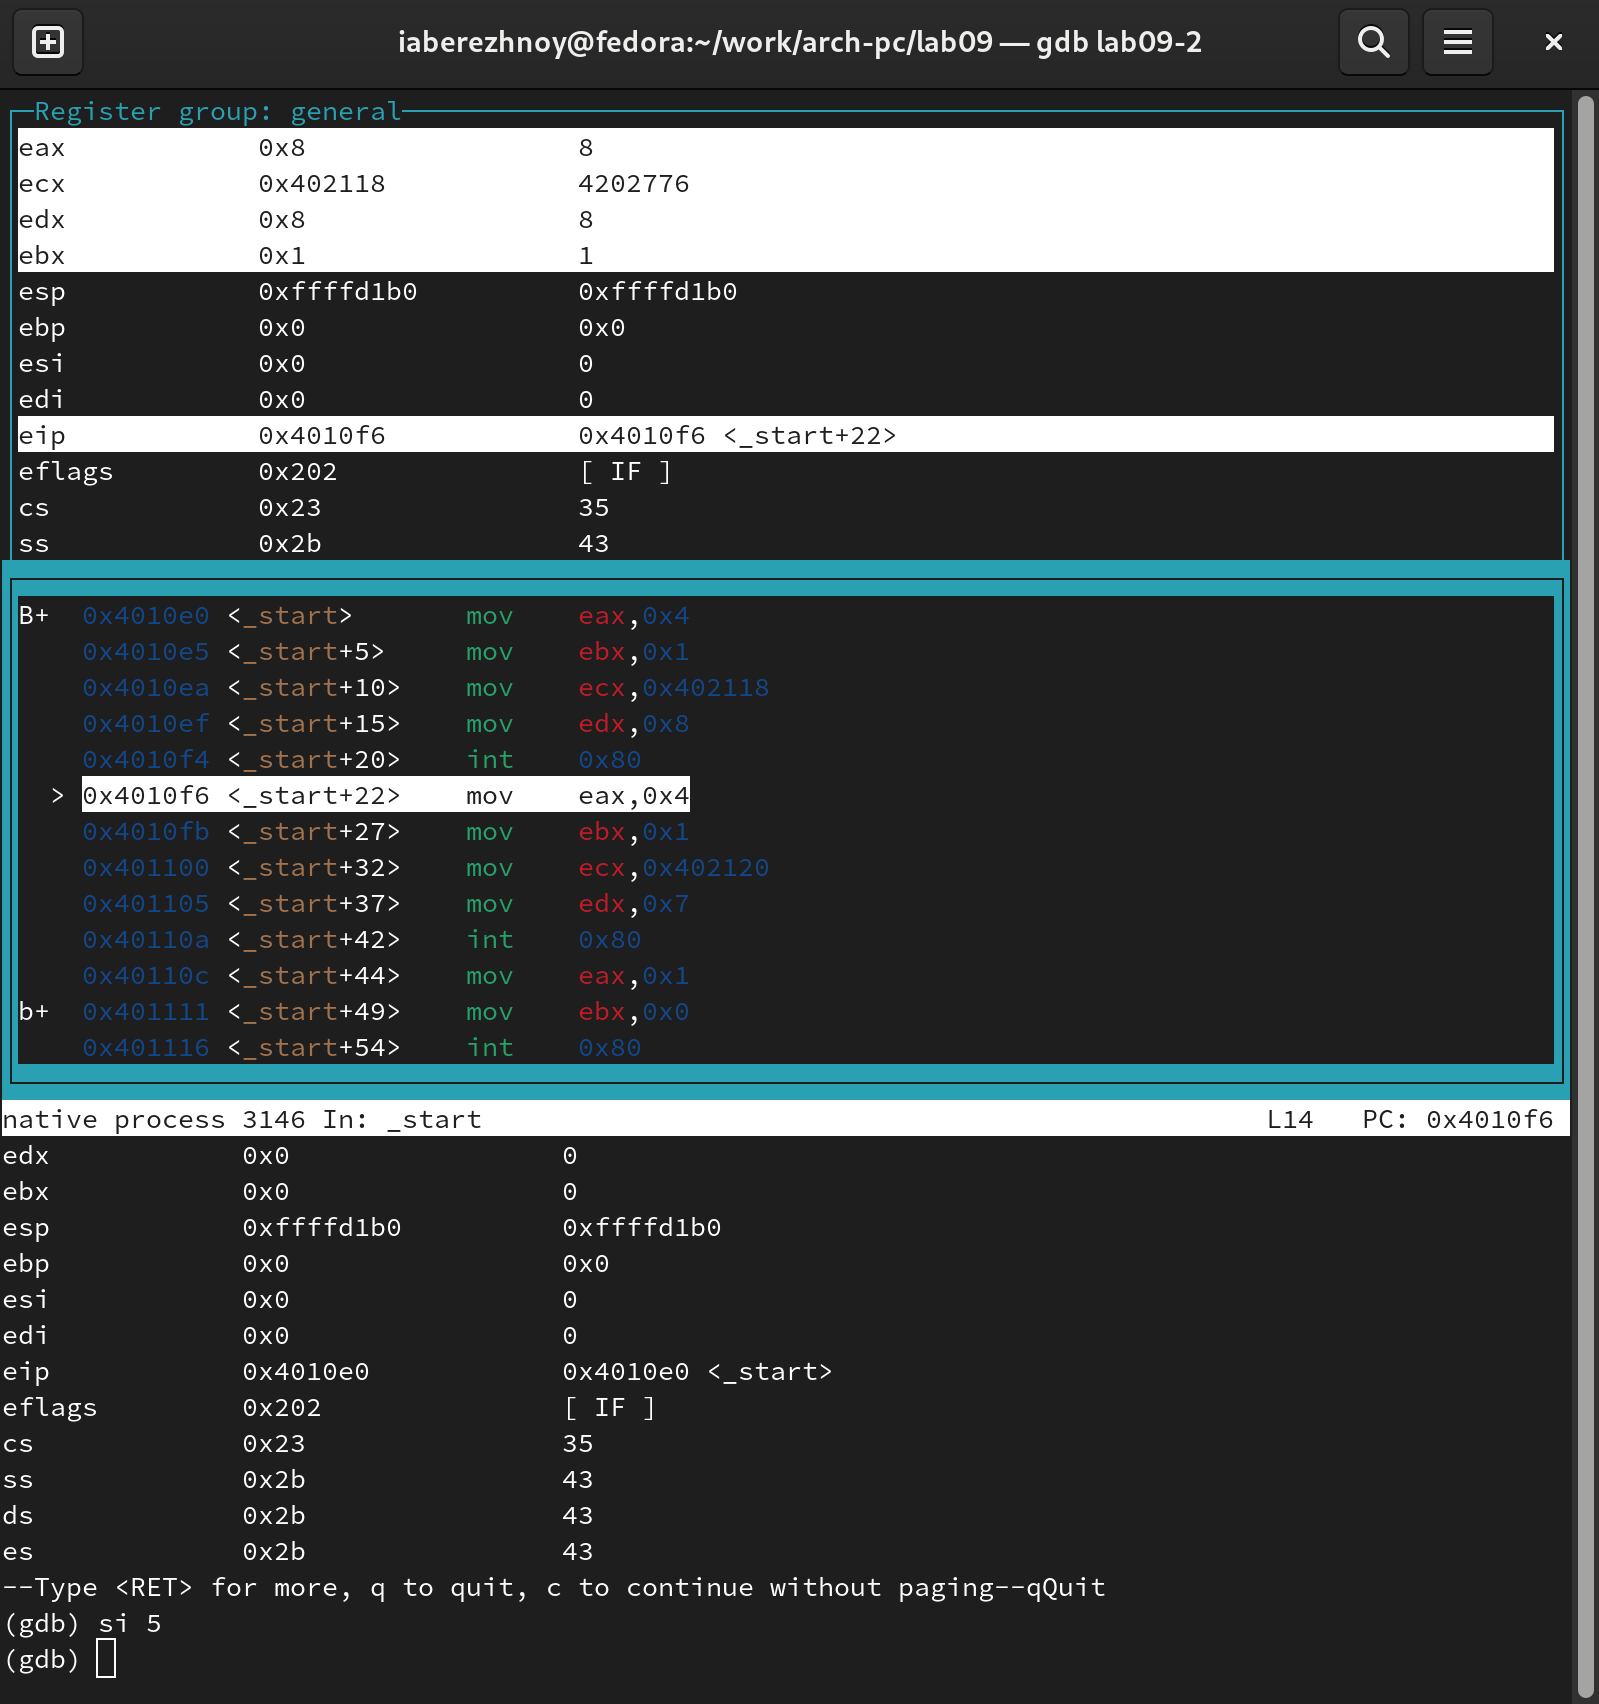 iaberezhnoy@fedora:~/work/arch-pc/lab09 — gdb lab09-2
Register group: general
eax 0x8 8
ecx 0x402118 4202776
edx 0x8 8
ebx 0x1 1
esp 0xffffd1b0 0xffffd1b0
ebp 0x0 0x0
esi 0x0 0
edi 0x0 0
eip 0x4010f6 0x4010f6 <_start+22>
eflags 0x202 [ IF ]
cs 0x23 35
ss 0x2b 43
B+ 0x4010e0 <_start> mov eax,0x4
0x4010e5 <_start+5> mov ebx,0x1
0x4010ea <_start+10> mov ecx,0x402118
0x4010ef <_start+15> mov edx,0x8
0x4010f4 <_start+20> int 0x80
> 0x4010f6 <_start+22> mov eax,0x4
0x4010fb <_start+27> mov ebx,0x1
0x401100 <_start+32> mov ecx,0x402120
0x401105 <_start+37> mov edx,0x7
0x40110a <_start+42> int 0x80
0x40110c <_start+44> mov eax,0x1
b+ 0x401111 <_start+49> mov ebx,0x0
0x401116 <_start+54> int 0x80
native process 3146 In: _start L14 PC: 0x4010f6
edx 0x0 0
ebx 0x0 0
esp 0xffffd1b0 0xffffd1b0
ebp 0x0 0x0
esi 0x0 0
edi 0x0 0
eip 0x4010e0 0x4010e0 <_start>
eflags 0x202 [ IF ]
cs 0x23 35
ss 0x2b 43
ds 0x2b 43
es 0x2b 43
--Type <RET> for more, q to quit, c to continue without paging--qQuit
(gdb) si 5
(gdb)